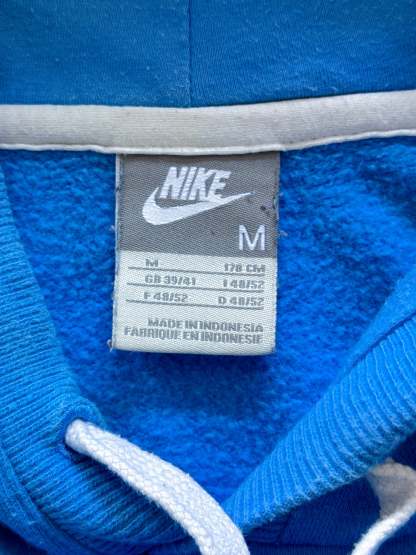 NIKE
M
M 178 CM
GB 39/41 I 48/52
F 48/52 D 48/52
MADE IN INDONESIA
FABRIQUE EN INDONESIE